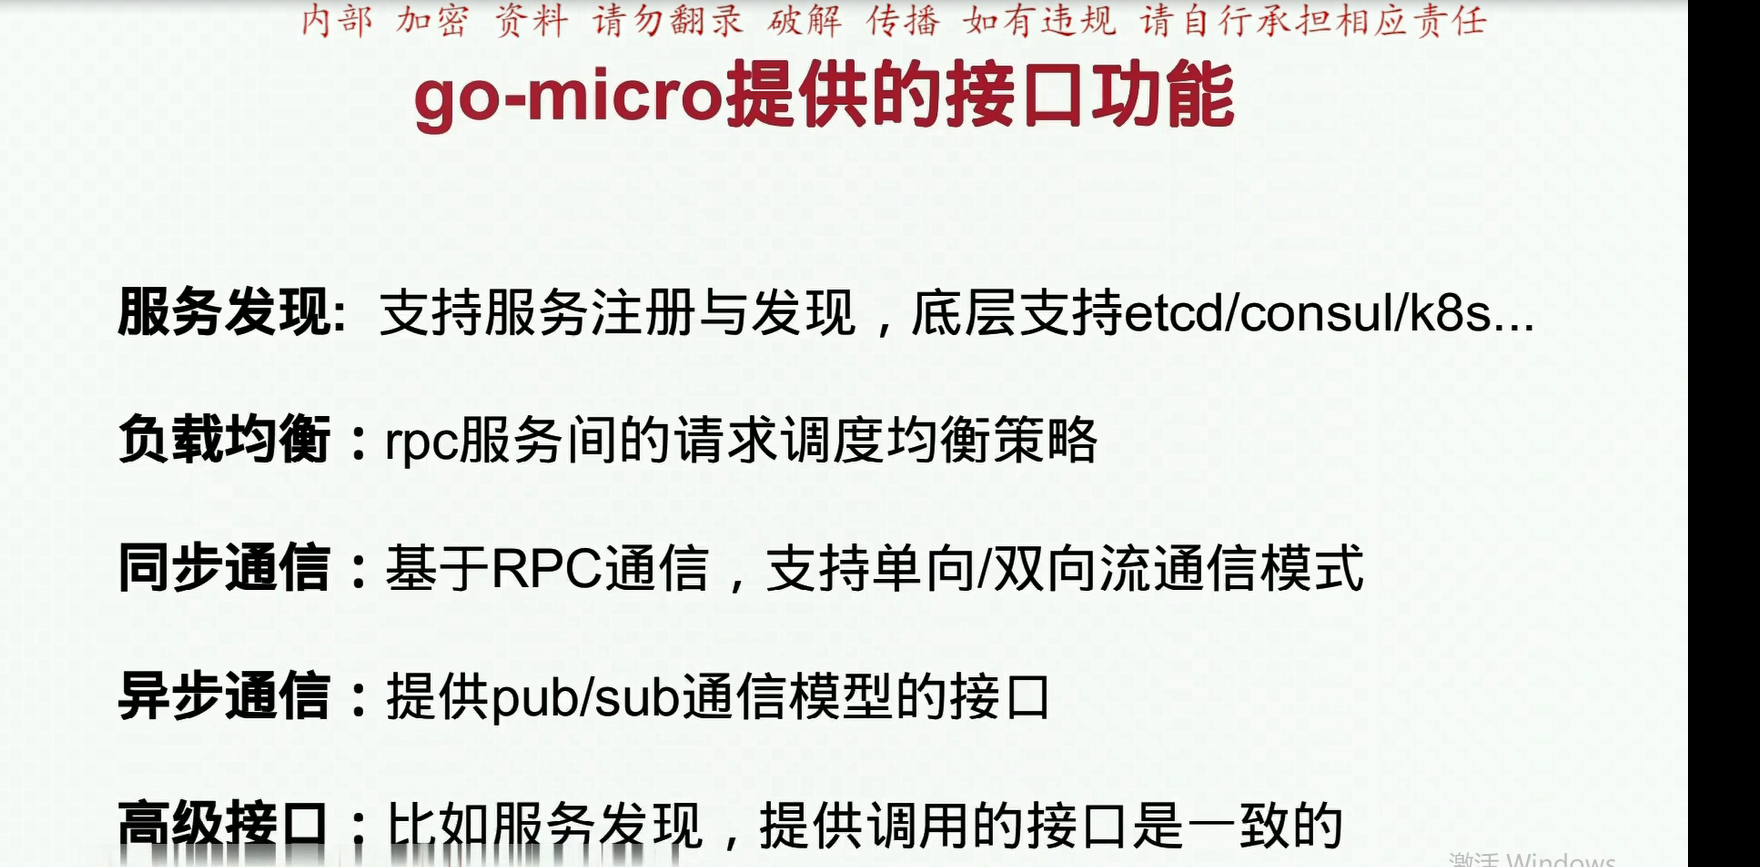 内部 加密 资料 请勿翻录 破解 传播 如有违规 请自行承担相应责任
go-micro提供的接口功能
服务发现: 支持服务注册与发现，底层支持etcd/consul/k8s...
负载均衡：rpc服务间的请求调度均衡策略
同步通信：基于RPC通信，支持单向/双向流通信模式
异步通信：提供pub/sub通信模型的接口
高级接口：比如服务发现，提供调用的接口是一致的
激活 Windows